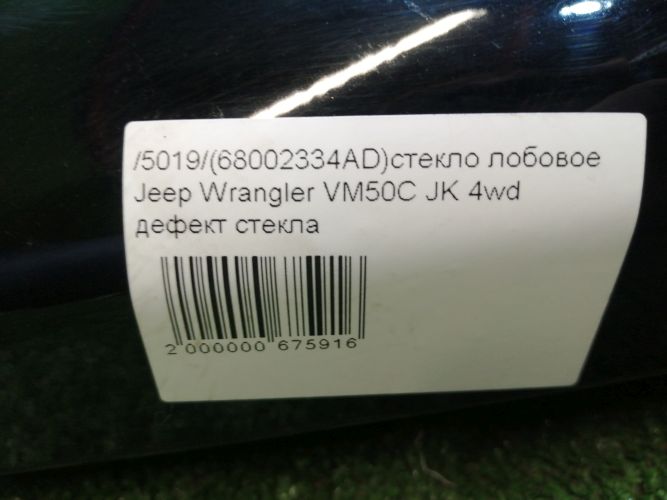 /5019/(68002334AD)стекло лобовое
Jeep Wrangler VM50C JK 4wd
дефект стекла
2 000000 675916